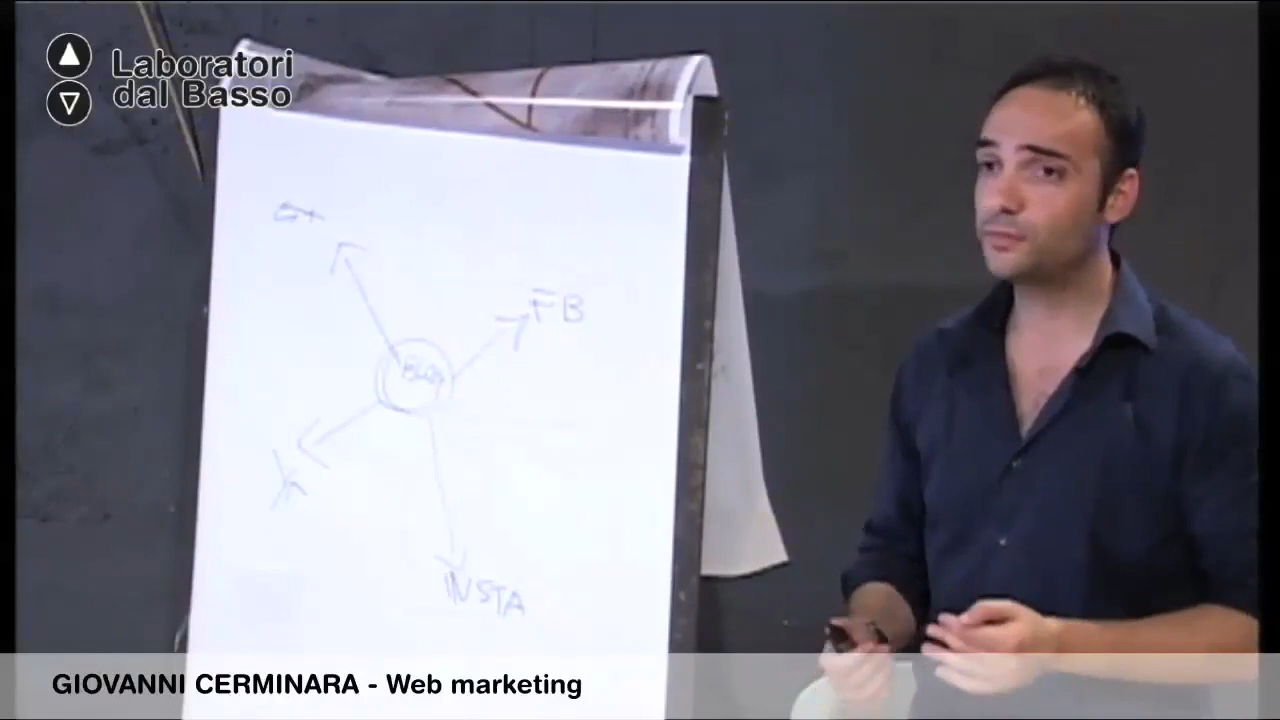 Laboratori
dal Basso
G+
FB
BLOG
INSTA
GIOVANNI CERMINARA - Web marketing